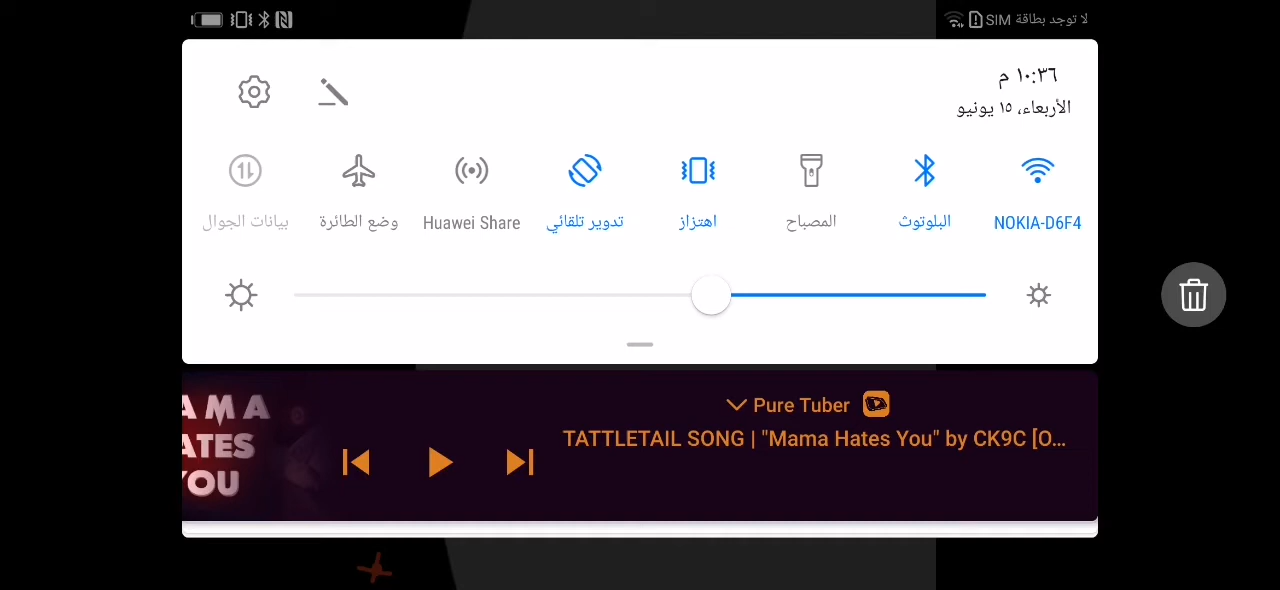 لا توجد بطاقة SIM
١٠:٣٦ م
الأربعاء، ١٥ يونيو
NOKIA-D6F4
البلوتوث
المصباح
اهتزاز
تدوير تلقائي
Huawei Share
وضع الطائرة
بيانات الجوال
Pure Tuber
TATTLETAIL SONG | "Mama Hates You" by CK9C [O...
AMA
ATES
YOU